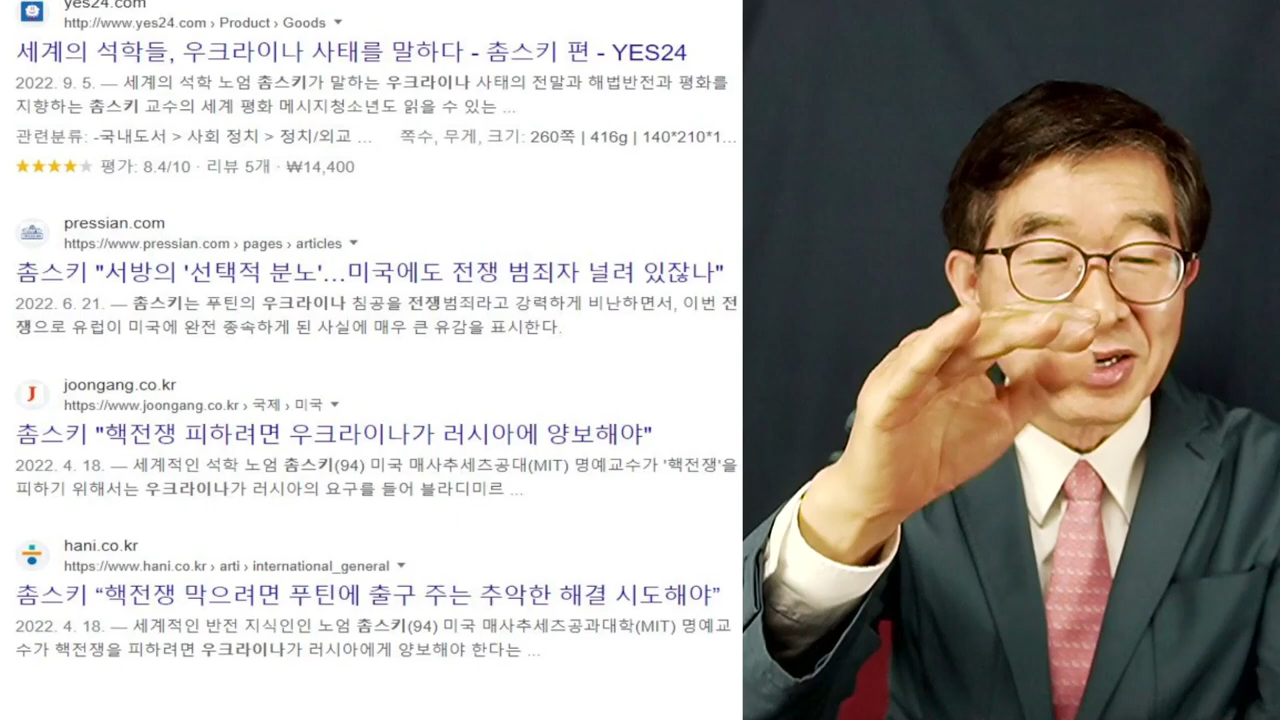 yes24.com
http://www.yes24.com › Product › Goods
세계의 석학들, 우크라이나 사태를 말하다 - 촘스키 편 - YES24
2022. 9. 5. — 세계의 석학 노엄 촘스키가 말하는 우크라이나 사태의 전말과 해법반전과 평화를
지향하는 촘스키 교수의 세계 평화 메시지청소년도 읽을 수 있는 ...
관련분류: -국내도서 > 사회 정치 > 정치/외교 ... 쪽수, 무게, 크기: 260쪽 | 416g | 140*210*1...
평가: 8.4/10 · 리뷰 5개 · ₩14,400
pressian.com
https://www.pressian.com › pages › articles
촘스키 "서방의 '선택적 분노'...미국에도 전쟁 범죄자 널려 있잖나"
2022. 6. 21. — 촘스키는 푸틴의 우크라이나 침공을 전쟁범죄라고 강력하게 비난하면서, 이번 전
쟁으로 유럽이 미국에 완전 종속하게 된 사실에 매우 큰 유감을 표시한다.
J
joongang.co.kr
https://www.joongang.co.kr › 국제 › 미국
촘스키 "핵전쟁 피하려면 우크라이나가 러시아에 양보해야"
2022. 4. 18. — 세계적인 석학 노엄 촘스키(94) 미국 매사추세츠공대(MIT) 명예교수가 '핵전쟁'을
피하기 위해서는 우크라이나가 러시아의 요구를 들어 블라디미르 ...
hani.co.kr
https://www.hani.co.kr › arti › international_general
촘스키 “핵전쟁 막으려면 푸틴에 출구 주는 추악한 해결 시도해야”
2022. 4. 18. — 세계적인 반전 지식인인 노엄 촘스키(94) 미국 매사추세츠공과대학(MIT) 명예교
수가 핵전쟁을 피하려면 우크라이나가 러시아에게 양보해야 한다는 ...